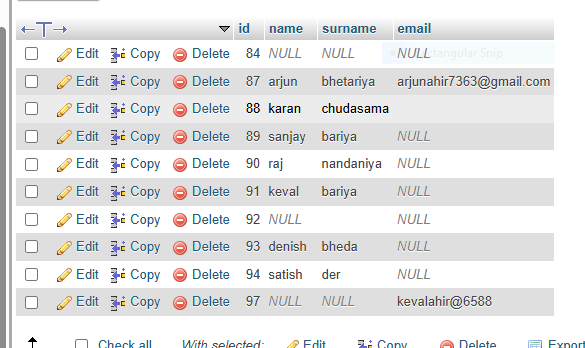 id name surname email
Edit Copy Delete 84 NULL NULL NULL
Edit Copy Delete 87 arjun bhetariya arjunahir7363@gmail.com
Edit Copy Delete 88 karan chudasama
Edit Copy Delete 89 sanjay bariya NULL
Edit Copy Delete 90 raj nandaniya NULL
Edit Copy Delete 91 keval bariya NULL
Edit Copy Delete 92 NULL NULL
Edit Copy Delete 93 denish bheda NULL
Edit Copy Delete 94 satish der NULL
Edit Copy Delete 97 NULL NULL kevalahir@6588
Check all With selected: Edit Copy Delete Export